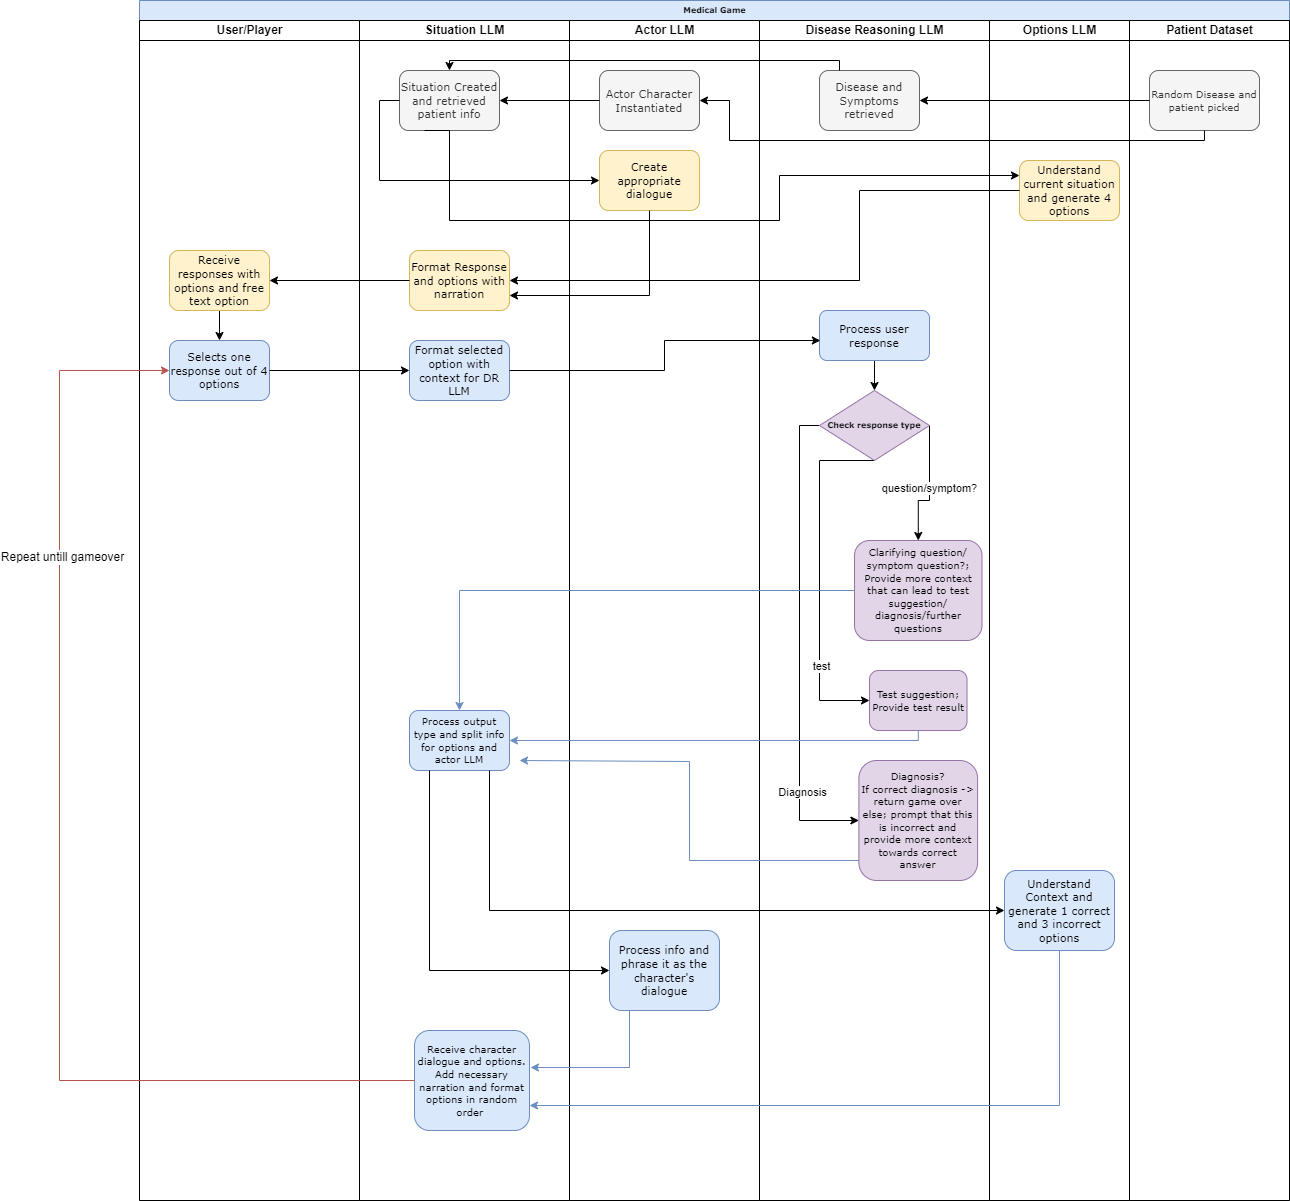 Medical Game
User/Player
Situation LLM
Actor LLM
Disease Reasoning LLM
Options LLM
Patient Dataset
Situation Created
and retrieved
patient info
Actor Character
Instantiated
Disease and
Symptoms
retrieved
Random Disease and
patient picked
Create
appropriate
dialogue
Understand
current situation
and generate 4
options
Receive
responses with
options and free
text option
Format Response
and options with
narration
Process user
response
Selects one
response out of 4
options
Format selected
option with
context for DR
LLM
Check response type
question/symptom?
Repeat untill gameover
Clarifying question/
symptom question?;
Provide more context
that can lead to test
suggestion/
diagnosis/further
questions
test
Test suggestion;
Provide test result
Process output
type and split info
for options and
actor LLM
Diagnosis
Diagnosis?
If correct diagnosis ->
return game over
else; prompt that this
is incorrect and
provide more context
towards correct
answer
Understand
Context and
generate 1 correct
and 3 incorrect
options
Process info and
phrase it as the
character's
dialogue
Receive character
dialogue and options.
Add necessary
narration and format
options in random
order